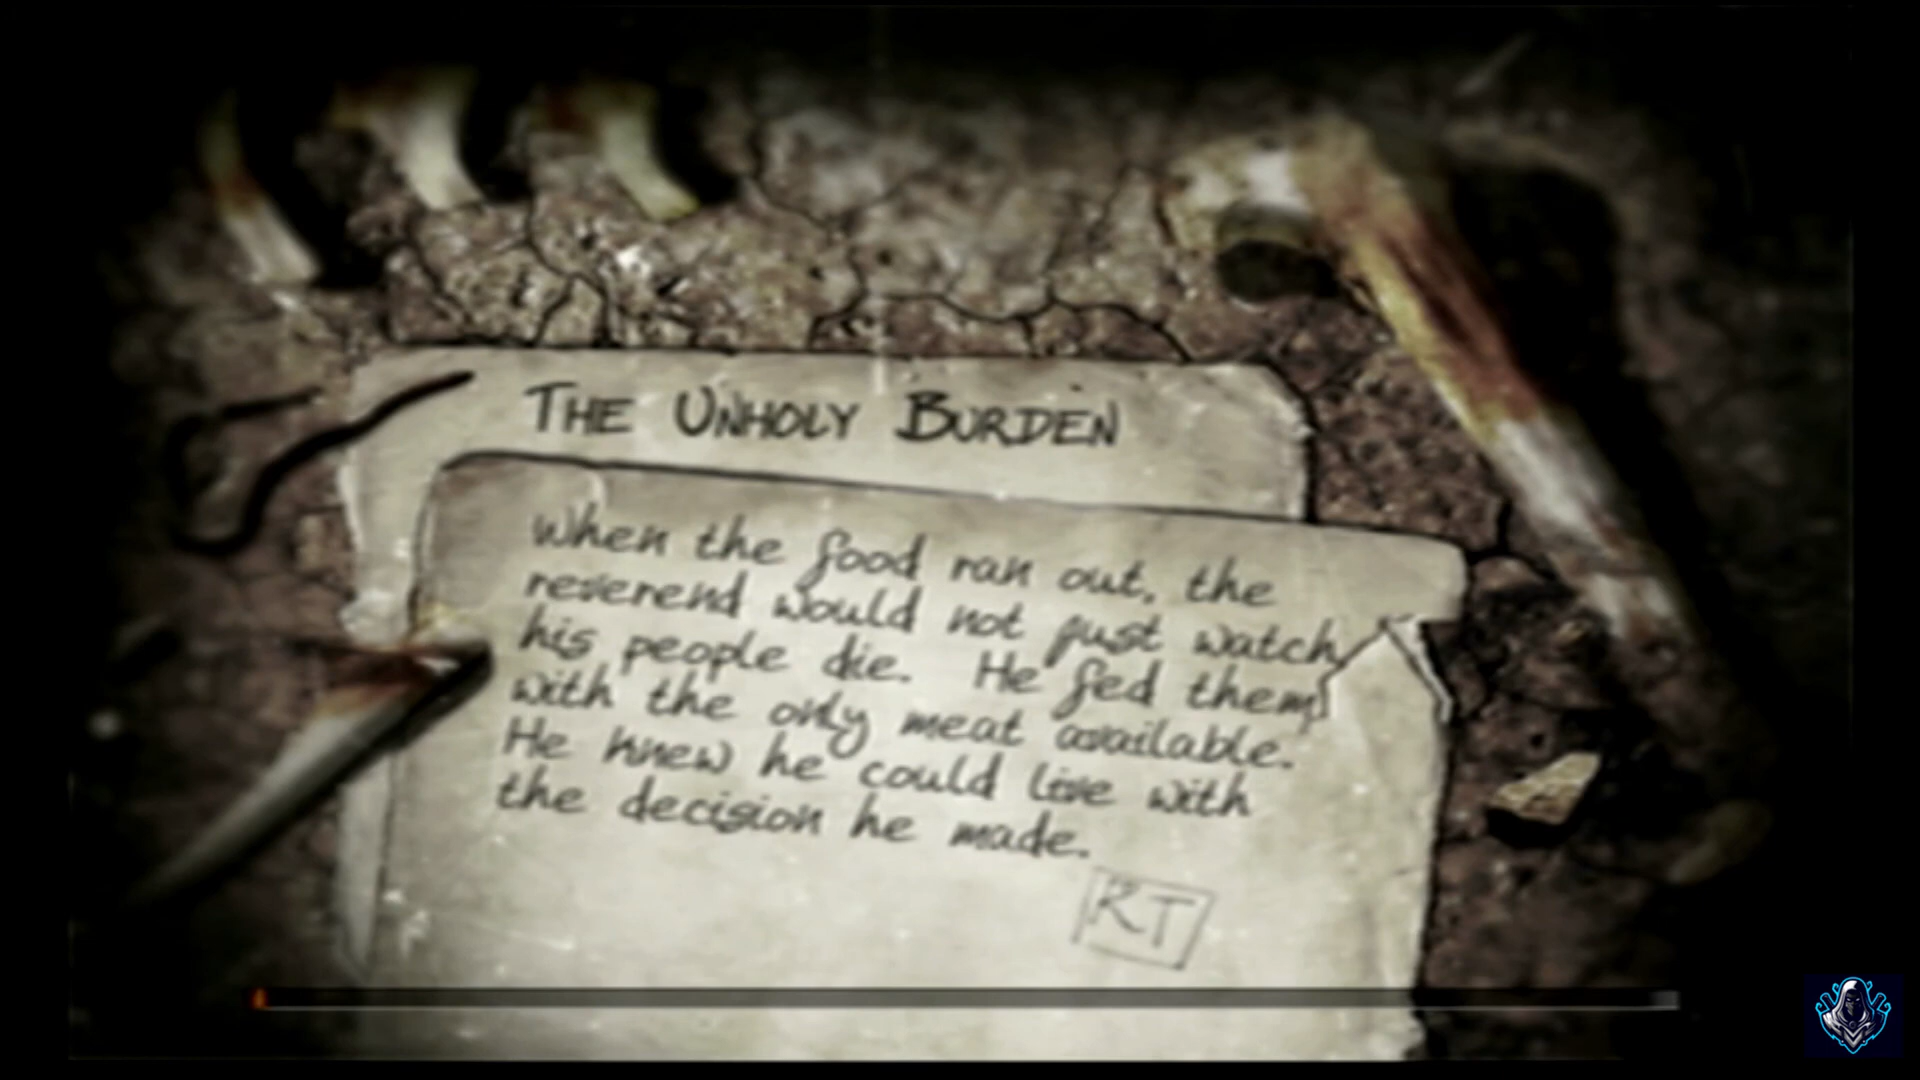 THE UNHOLY BURDEN
When the food ran out, the
reverend would not just watch
his people die. He fed them
with the only meat available.
He knew he could live with
the decision he made.
RT